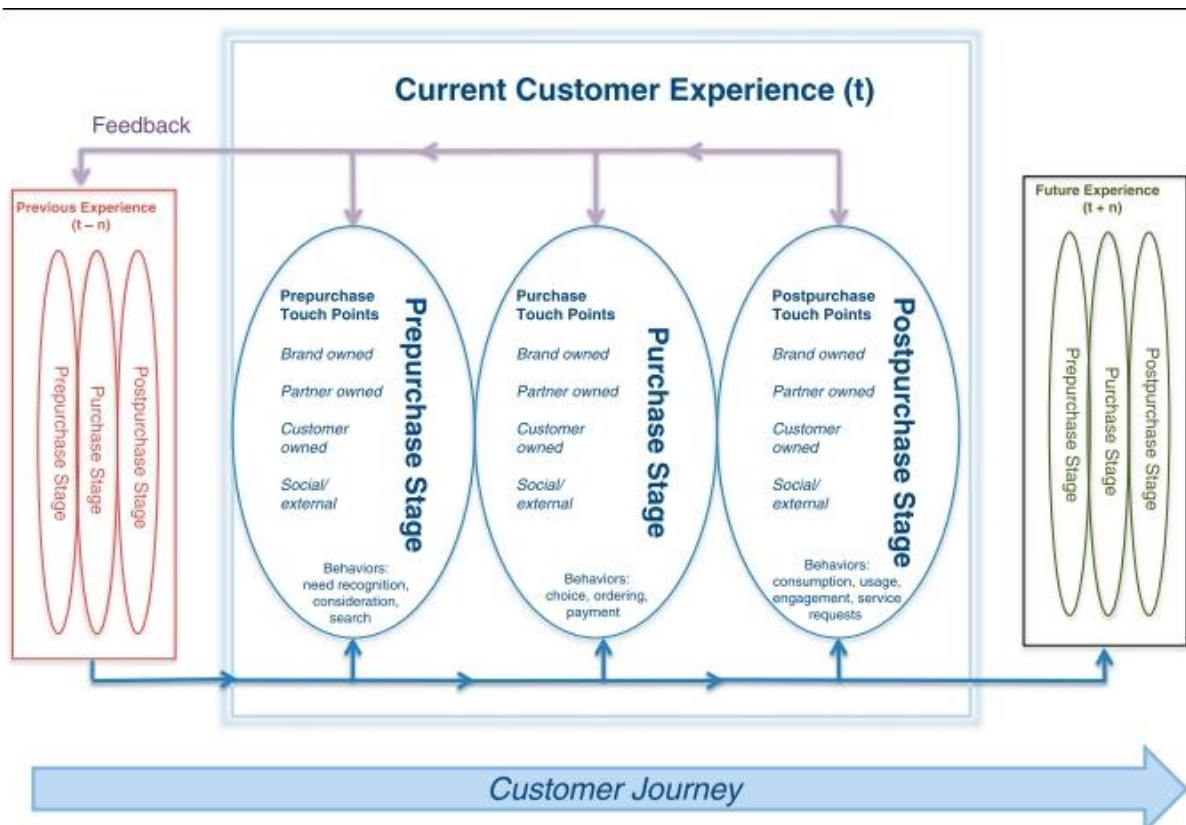 Current Customer Experience (t)
Feedback
Previous Experience
(t – n)
Prepurchase Stage
Purchase Stage
Postpurchase Stage
Prepurchase
Touch Points
Brand owned
Partner owned
Customer
owned
Social/
external
Prepurchase Stage
Behaviors:
need recognition,
consideration,
search
Purchase
Touch Points
Brand owned
Partner owned
Customer
owned
Social/
external
Purchase Stage
Behaviors:
choice, ordering,
payment
Postpurchase
Touch Points
Brand owned
Partner owned
Customer
owned
Social/
external
Postpurchase Stage
Behaviors:
consumption, usage,
engagement, service
requests
Future Experience
(t + n)
Prepurchase Stage
Purchase Stage
Postpurchase Stage
Customer Journey